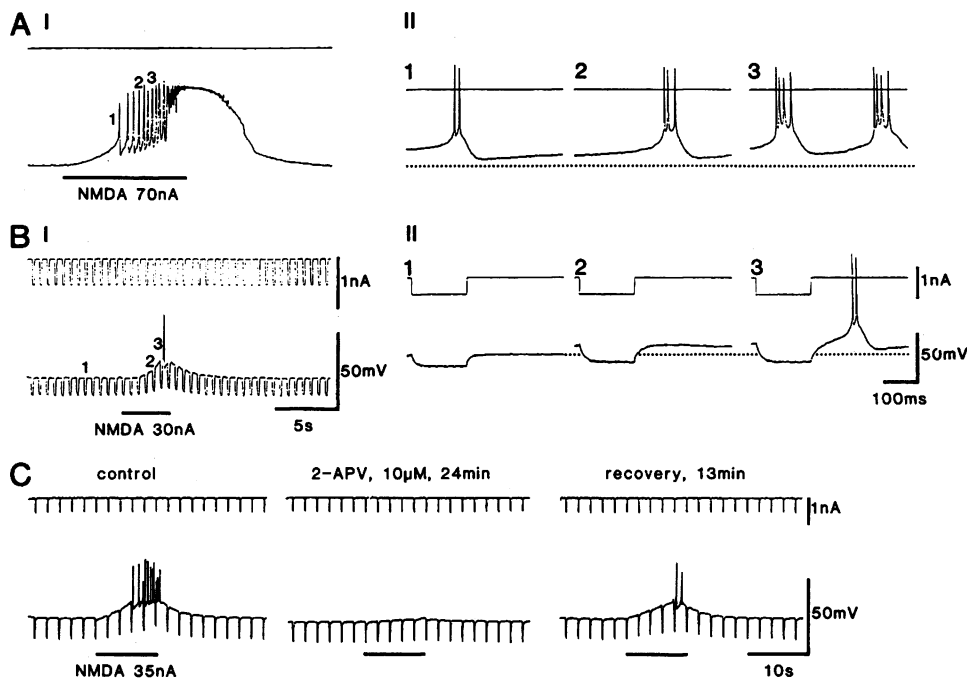 A I
II
1
2
3
1
2
3
NMDA 70nA
B I
II
1nA
1
2
3
1nA
1
2
3
50mV
50mV
NMDA 30nA
5s
100ms
C
control
2-APV, 10µM, 24min
recovery, 13min
1nA
50mV
NMDA 35nA
10s